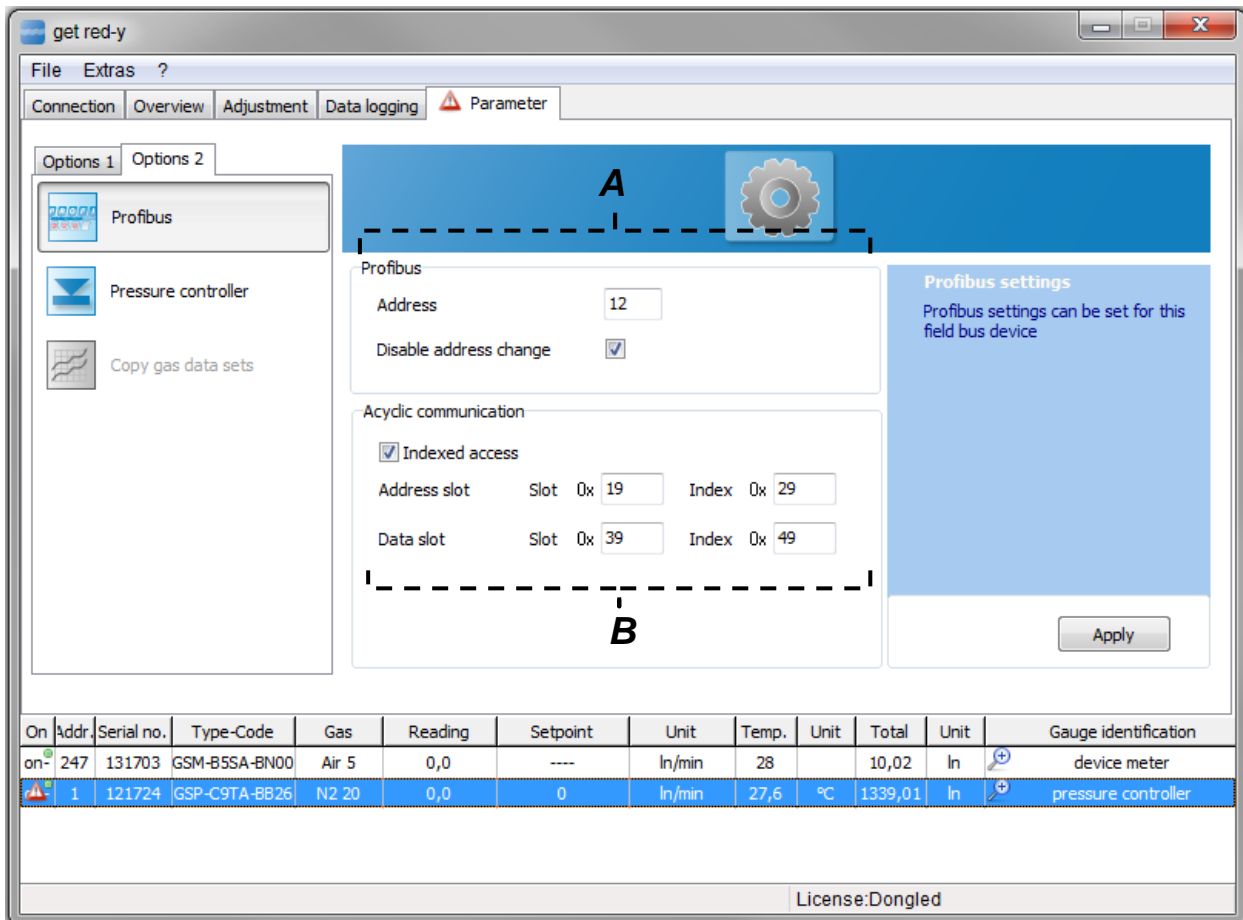 get red-y
File Extras ?
Connection Overview Adjustment Data logging Parameter
Options 1 Options 2
Profibus
Pressure controller
Copy gas data sets
A
Profibus
Address 12
Disable address change
Acyclic communication
Indexed access
Address slot Slot 0x 19 Index 0x 29
Data slot Slot 0x 39 Index 0x 49
B
Profibus settings
Profibus settings can be set for this
field bus device
Apply
On Addr. Serial no. Type-Code Gas Reading Setpoint Unit Temp. Unit Total Unit Gauge identification
on- 247 131703 GSM-B5SA-BN00 Air 5 0,0 ---- ln/min 28 10,02 ln device meter
1 121724 GSP-C9TA-BB26 N2 20 0,0 0 ln/min 27,6 °C 1339,01 ln pressure controller
License:Dongled